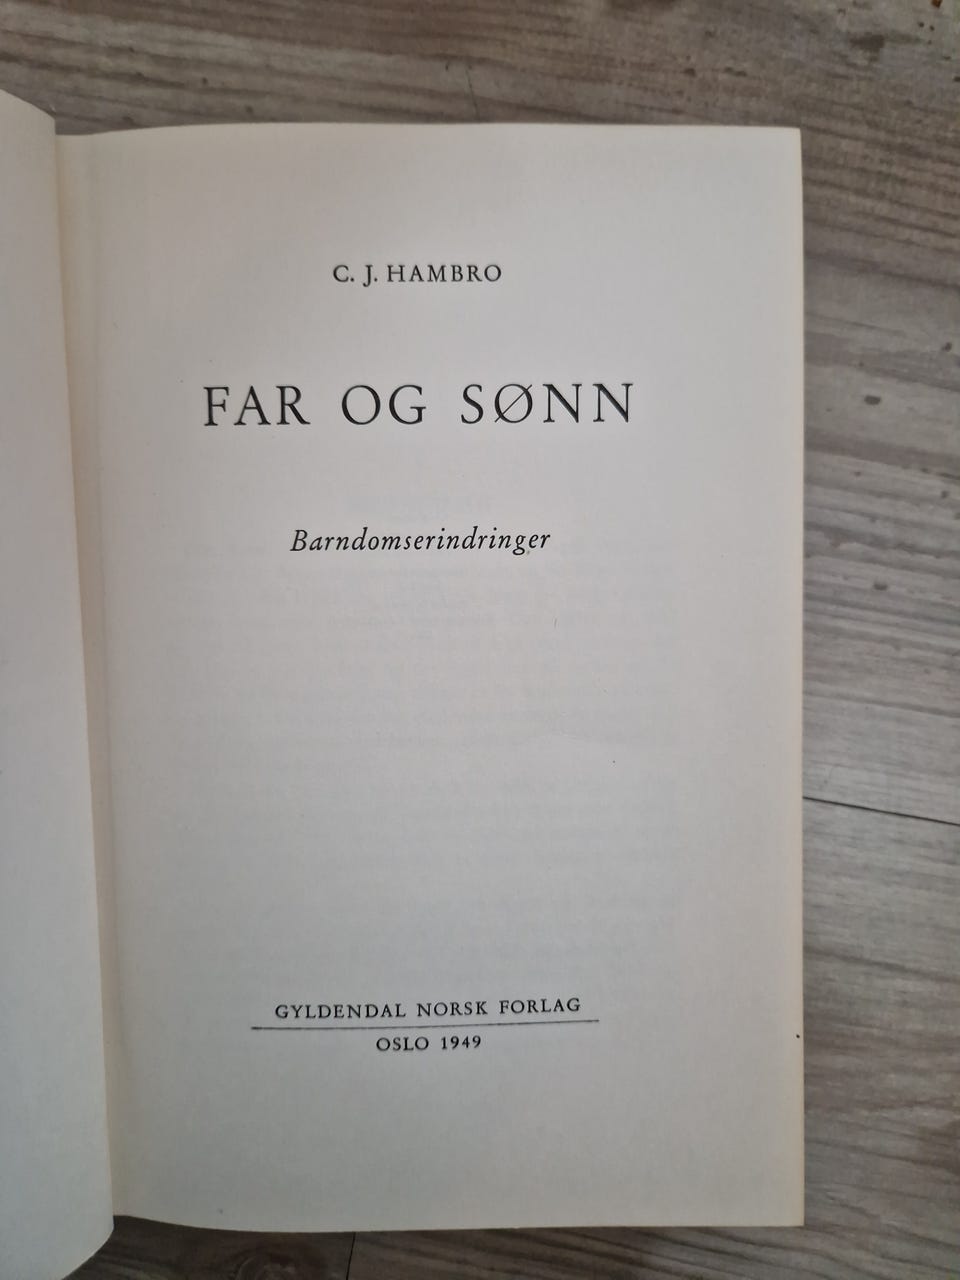 C. J. HAMBRO
FAR OG SØNN
Barndomserindringer
GYLDENDAL NORSK FORLAG
OSLO 1949